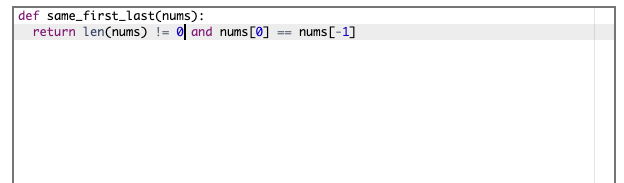 def same_first_last(nums):
  return len(nums) != 0 and nums[0] == nums[-1]